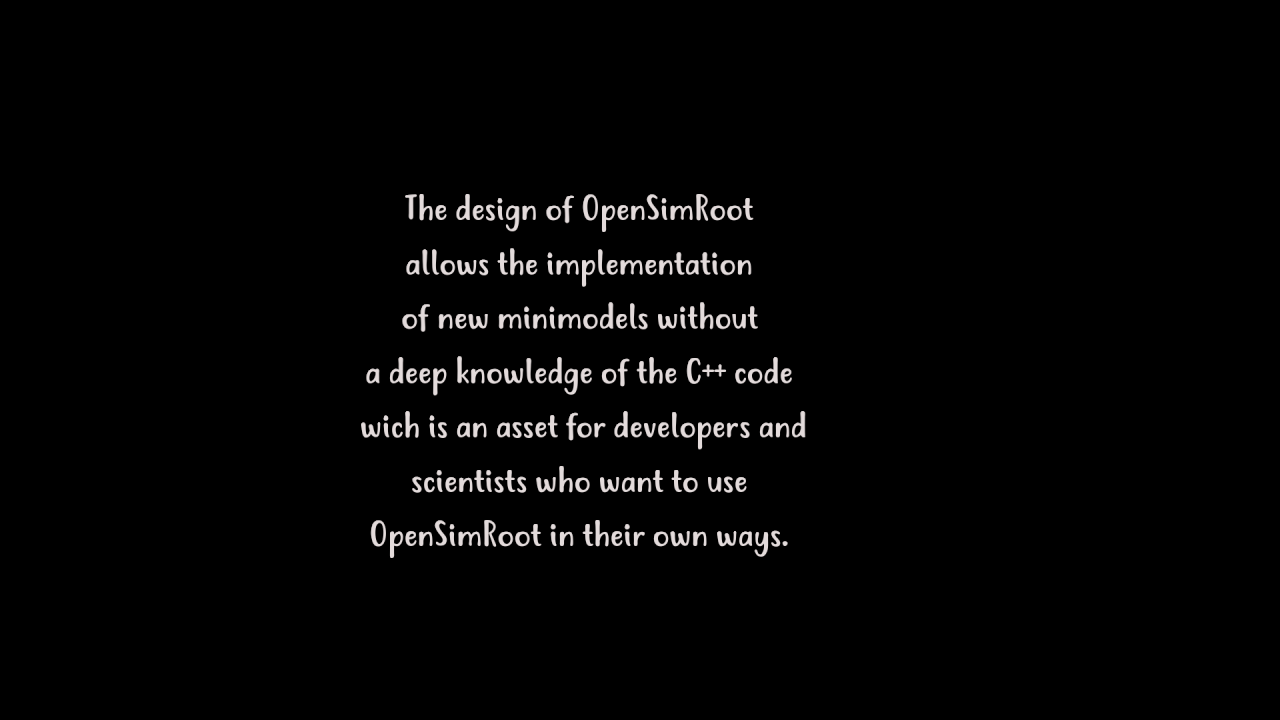 The design of OpenSimRoot
allows the implementation
of new minimodels without
a deep knowledge of the C++ code
wich is an asset for developers and
scientists who want to use
OpenSimRoot in their own ways.